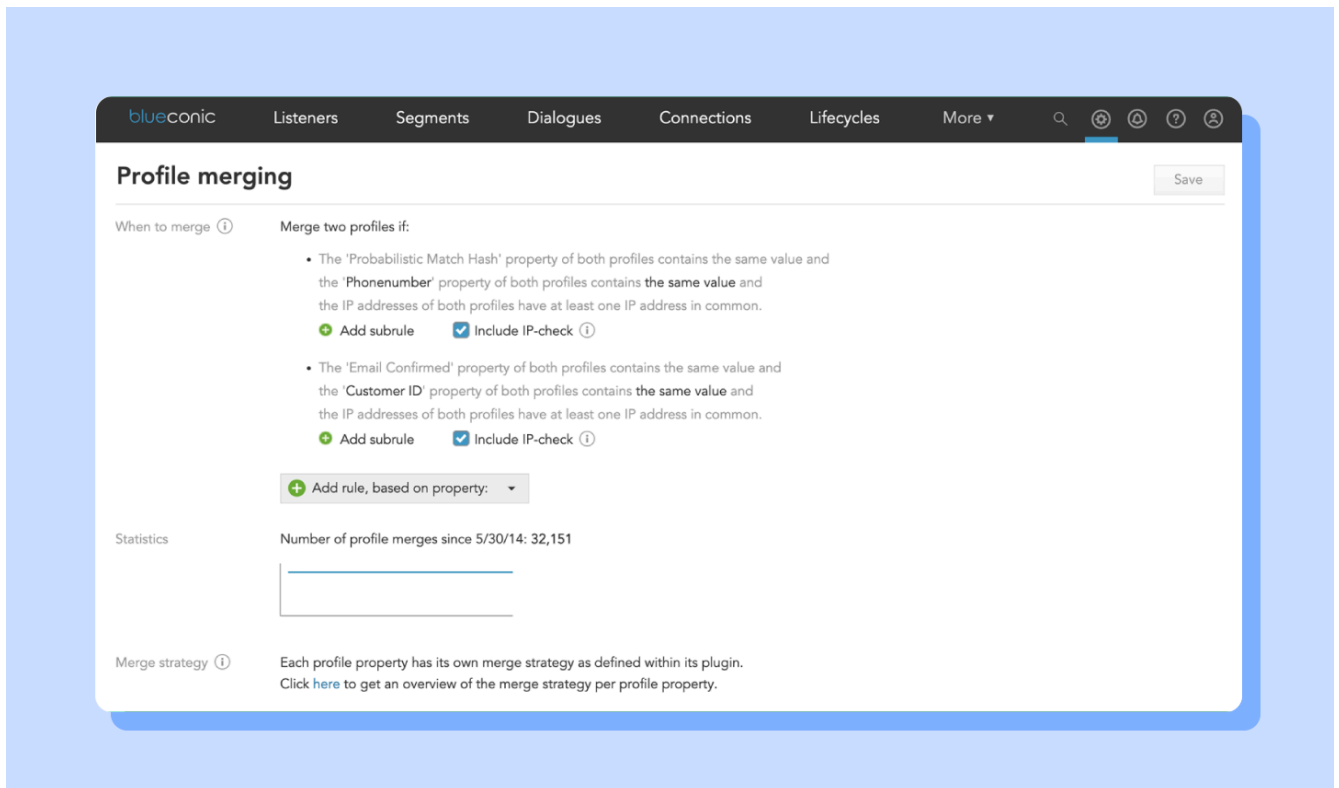 blueconic Listeners Segments Dialogues Connections Lifecycles More ▾
Profile merging
Save
When to merge
Merge two profiles if:
• The 'Probabilistic Match Hash' property of both profiles contains the same value and
the 'Phonenumber' property of both profiles contains the same value and
the IP addresses of both profiles have at least one IP address in common.
Add subrule Include IP-check
• The 'Email Confirmed' property of both profiles contains the same value and
the 'Customer ID' property of both profiles contains the same value and
the IP addresses of both profiles have at least one IP address in common.
Add subrule Include IP-check
Add rule, based on property:
Statistics
Number of profile merges since 5/30/14: 32,151
Merge strategy
Each profile property has its own merge strategy as defined within its plugin.
Click here to get an overview of the merge strategy per profile property.